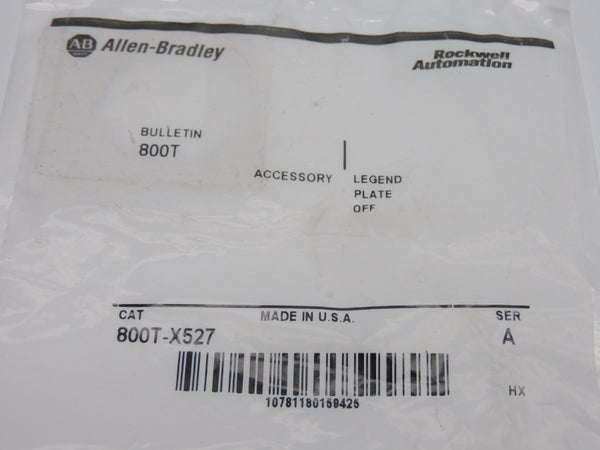 AB Allen-Bradley
Rockwell
Automation
BULLETIN
800T
ACCESSORY
LEGEND
PLATE
OFF
CAT MADE IN U.S.A. SER
800T-X527 A
10781180169425
HX